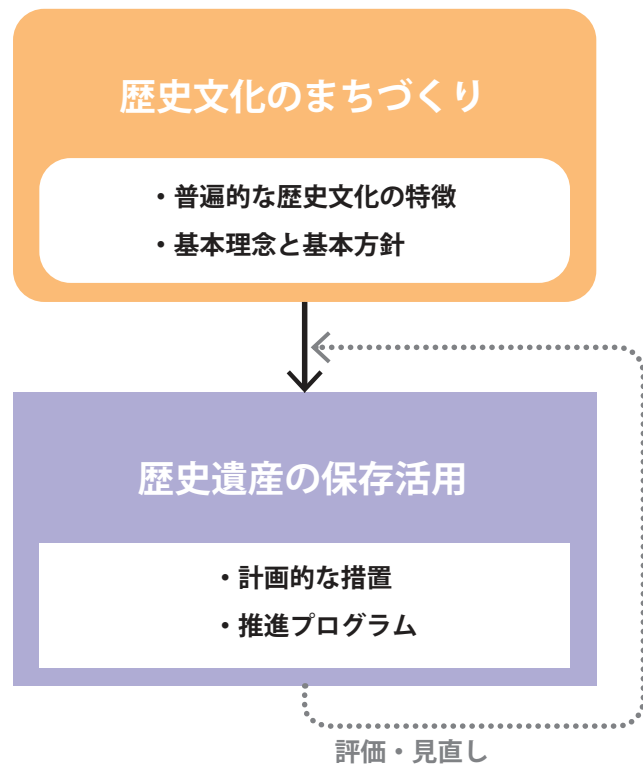 歴史文化のまちづくり
・普遍的な歴史文化の特徴
・基本理念と基本方針
歴史遺産の保存活用
・計画的な措置
・推進プログラム
評価・見直し